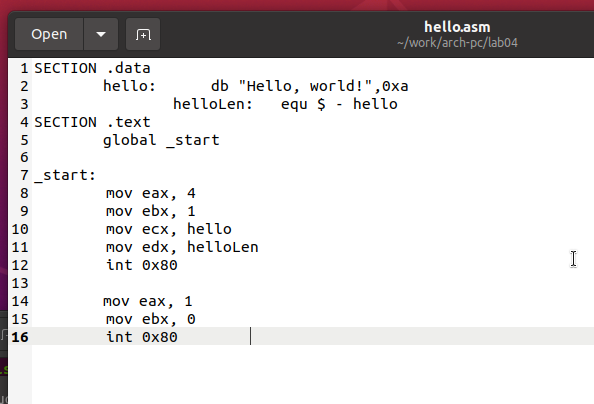 Open
hello.asm
~/work/arch-pc/lab04
1 SECTION .data
2 hello: db "Hello, world!",0xa
3 helloLen: equ $ - hello
4 SECTION .text
5 global _start
6
7 _start:
8 mov eax, 4
9 mov ebx, 1
10 mov ecx, hello
11 mov edx, helloLen
12 int 0x80
13
14 mov eax, 1
15 mov ebx, 0
16 int 0x80